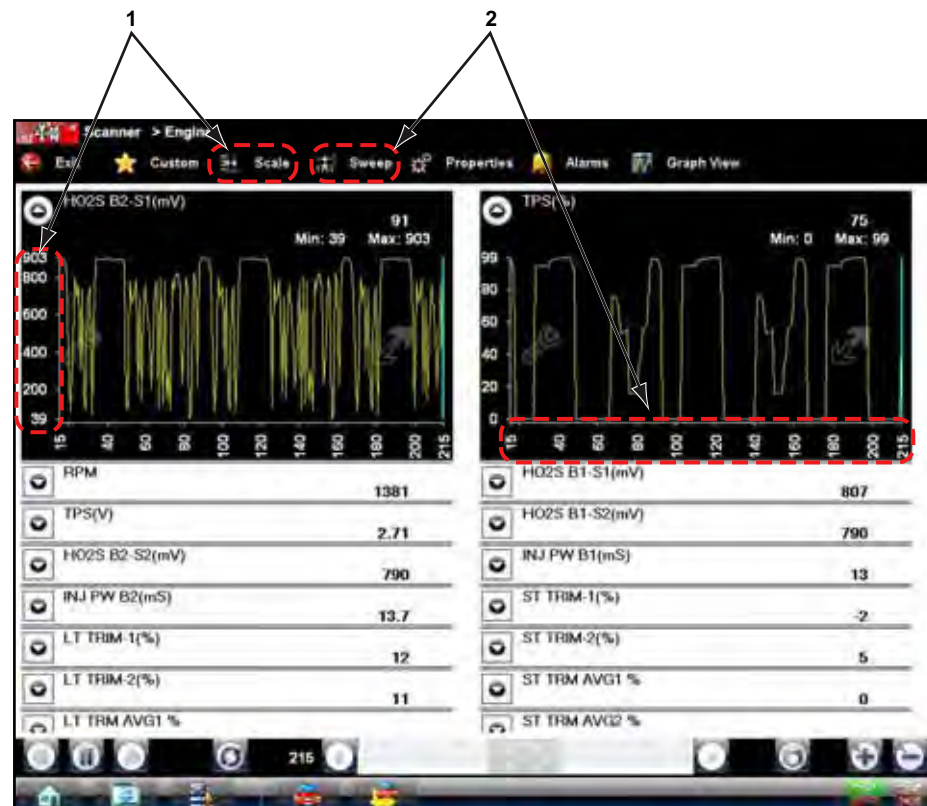 1 2
Scanner > Engine
Exit Custom Scale Sweep Properties Alarms Graph View
HO2S B2-S1(mV)
91
Min: 39 Max: 903
903
800
600
400
200
39
15 40 60 80 100 120 140 160 180 200 215
TPS(%)
75
Min: 0 Max: 99
99
80
60
40
20
0
15 40 60 80 100 120 140 160 180 200 215
RPM 1381
HO2S B1-S1(mV) 807
TPS(V) 2.71
HO2S B1-S2(mV) 790
HO2S B2-S2(mV) 790
INJ PW B1(mS) 13
INJ PW B2(mS) 13.7
ST TRIM-1(%) -2
LT TRIM-1(%) 12
ST TRIM-2(%) 5
LT TRIM-2(%) 11
ST TRM AVG1 % 0
LT TRM AVG1 %
ST TRM AVG2 %
215